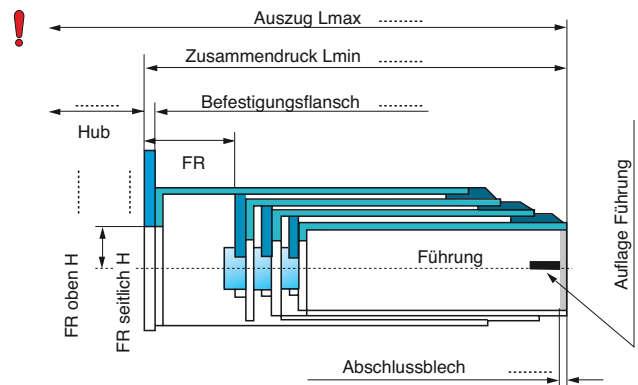 Auszug Lmax ............
Zusammendruck Lmin ............
Befestigungsflansch ............
............
Hub
FR
............
............
FR oben H
FR seitlich H
Führung
Auflage Führung
Abschlussblech ............